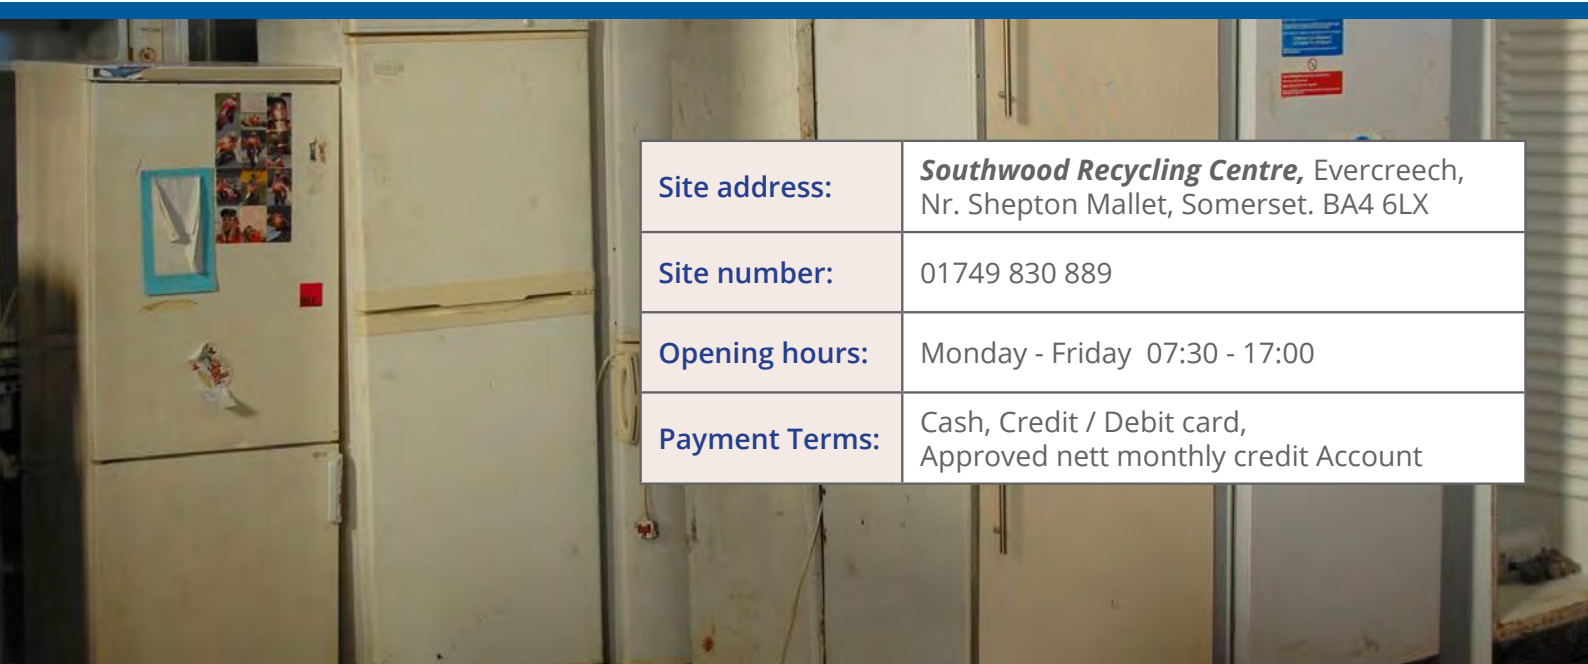 Site address:
Southwood Recycling Centre, Evercreech,
Nr. Shepton Mallet, Somerset. BA4 6LX
Site number:
01749 830 889
Opening hours:
Monday - Friday 07:30 - 17:00
Payment Terms:
Cash, Credit / Debit card,
Approved nett monthly credit Account